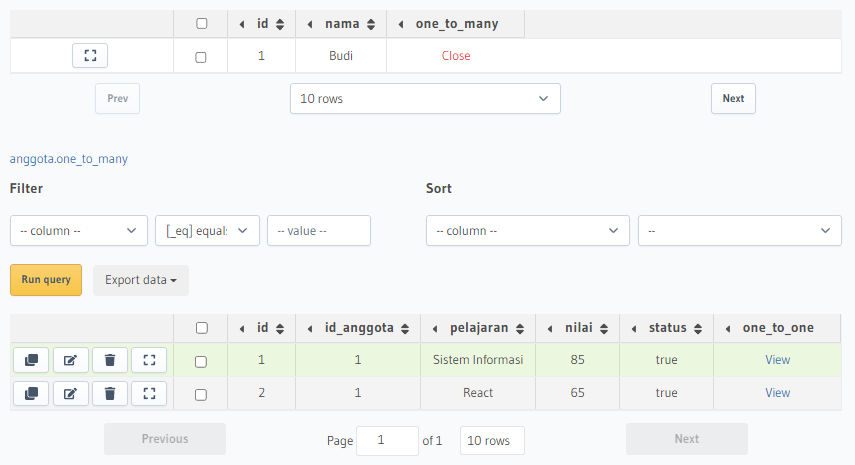 id nama one_to_many
1 Budi Close
Prev 10 rows Next
anggota.one_to_many
Filter Sort
-- column -- [_eq] equal: -- value -- -- column -- --
Run query Export data
id id_anggota pelajaran nilai status one_to_one
1 1 Sistem Informasi 85 true View
2 1 React 65 true View
Previous Page 1 of 1 10 rows Next